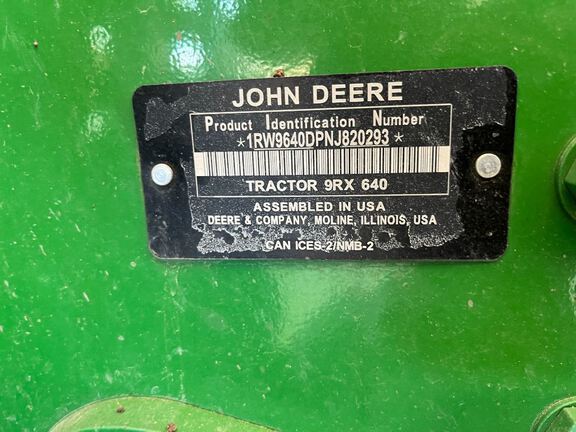 JOHN DEERE
Product Identification Number
*1RW9640DPNJ820293*
TRACTOR 9RX 640
ASSEMBLED IN USA
DEERE & COMPANY, MOLINE, ILLINOIS, USA
CAN ICES-2/NMB-2